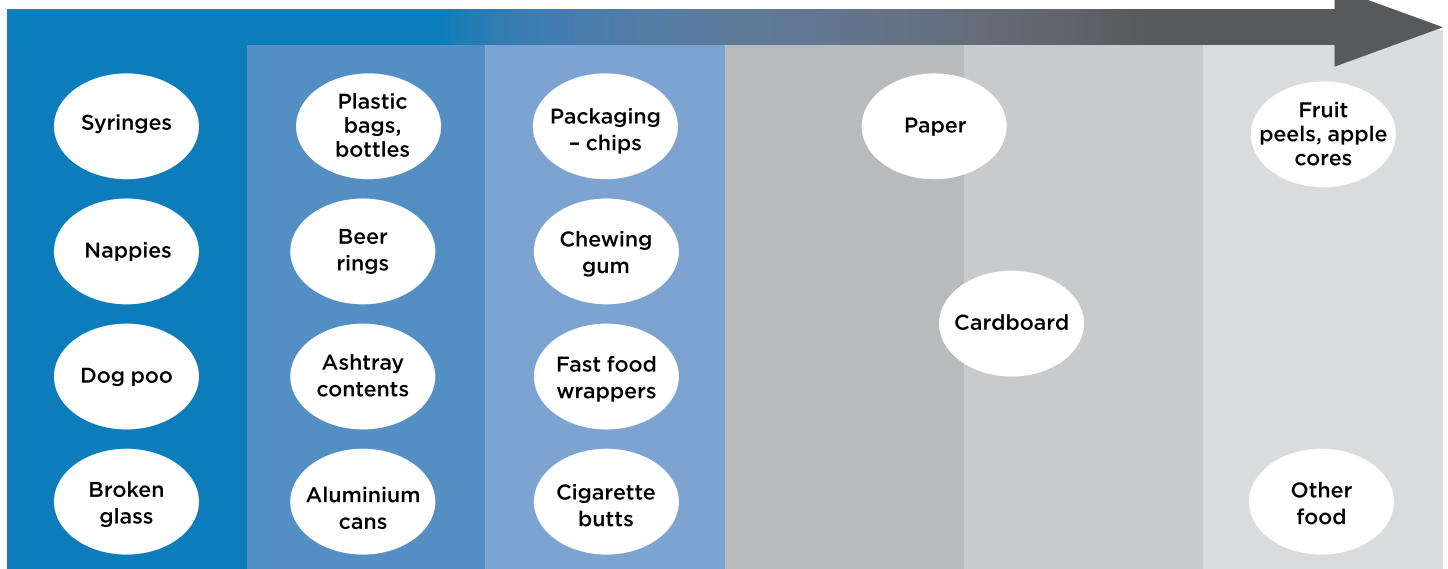 Syringes
Nappies
Dog poo
Broken
glass
Plastic
bags,
bottles
Beer
rings
Ashtray
contents
Aluminium
cans
Packaging
– chips
Chewing
gum
Fast food
wrappers
Cigarette
butts
Paper
Cardboard
Fruit
peels, apple
cores
Other
food